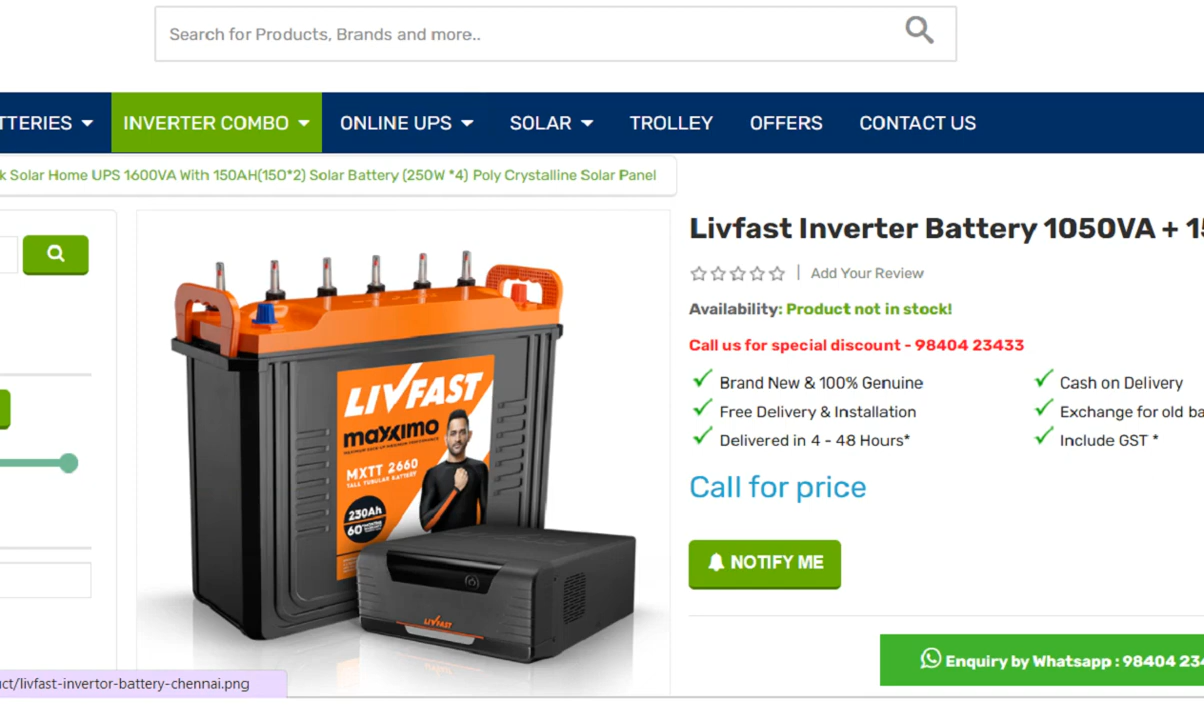 Search for Products, Brands and more..
TTERIES INVERTER COMBO ONLINE UPS SOLAR TROLLEY OFFERS CONTACT US
k Solar Home UPS 1600VA With 150AH(150*2) Solar Battery (250W *4) Poly Crystalline Solar Panel
Livfast Inverter Battery 1050VA + 15
| Add Your Review
Availability: Product not in stock!
Call us for special discount - 98404 23433
Brand New & 100% Genuine
Cash on Delivery
Free Delivery & Installation
Exchange for old ba
Delivered in 4 - 48 Hours*
Include GST *
Call for price
NOTIFY ME
Enquiry by Whatsapp : 98404 234
LIVFAST
maxximo
MXTT 2660
TALL TUBULAR BATTERY
230Ah
60*
LIVFAST
uct/livfast-invertor-battery-chennai.png